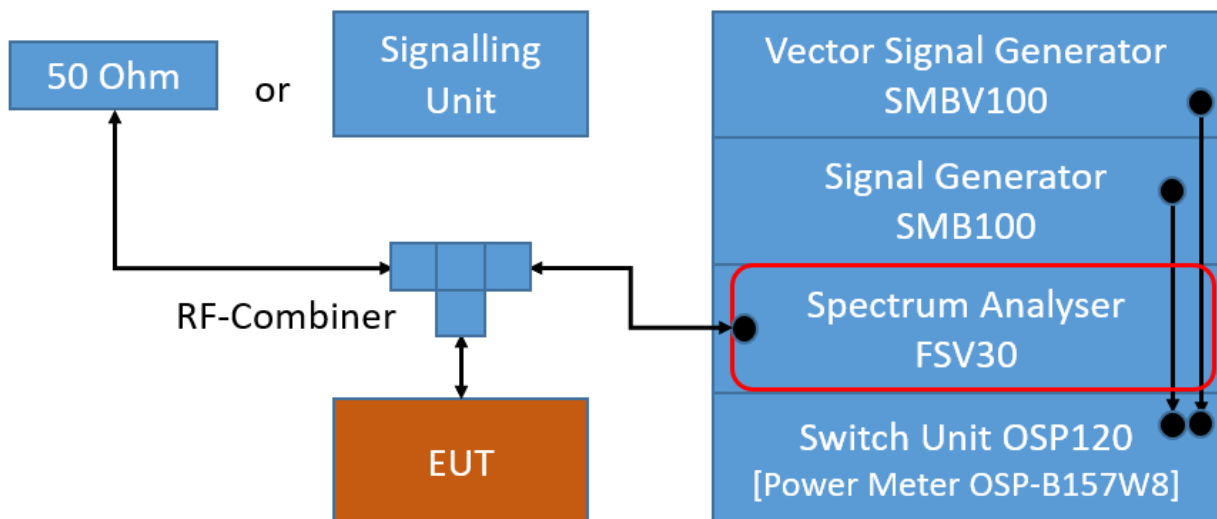 50 Ohm
or
Signalling
Unit
Vector Signal Generator
SMBV100
Signal Generator
SMB100
RF-Combiner
Spectrum Analyser
FSV30
EUT
Switch Unit OSP120
[Power Meter OSP-B157W8]